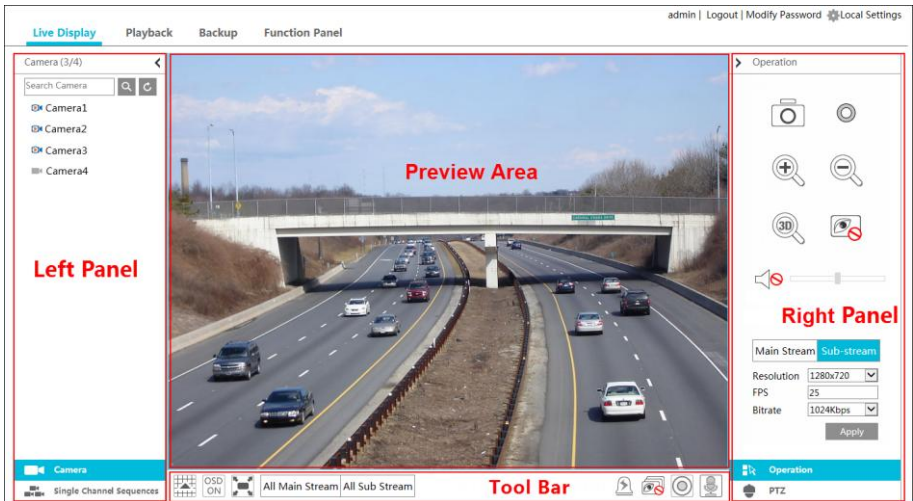 admin | Logout | Modify Password Local Settings
Live Display Playback Backup Function Panel
Camera (3/4)
Search Camera
Camera1
Camera2
Camera3
Camera4
Left Panel
Camera
Single Channel Sequences
Preview Area
OSD
ON
All Main Stream All Sub Stream
Tool Bar
Operation
3D
Right Panel
Main Stream Sub-stream
Resolution 1280x720
FPS 25
Bitrate 1024Kbps
Apply
Operation
PTZ